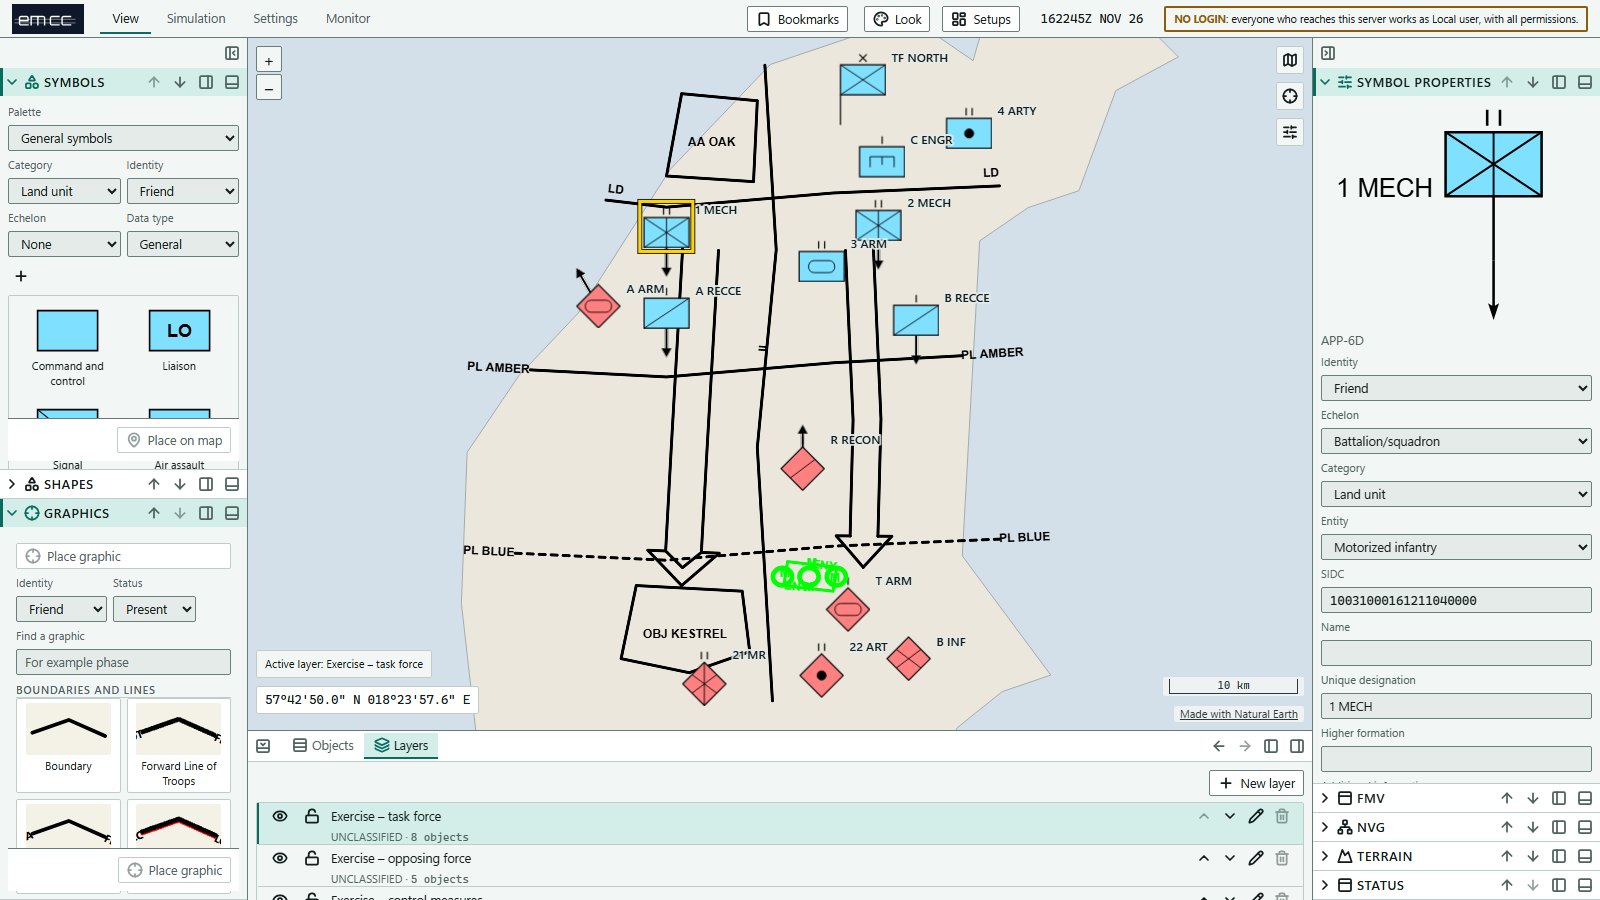 emcc
View
Simulation
Settings
Monitor
Bookmarks
Look
Setups
162245Z NOV 26
NO LOGIN: everyone who reaches this server works as Local user, with all permissions.
SYMBOLS
Palette
General symbols
Category
Identity
Land unit
Friend
Echelon
Data type
None
General
LO
Command and
control
Liaison
Place on map
Signal
Air assault
SHAPES
GRAPHICS
Place graphic
Identity
Status
Friend
Present
Find a graphic
For example phase
BOUNDARIES AND LINES
Boundary
Forward Line of
Troops
Place graphic
TF NORTH
4 ARTY
C ENGR
AA OAK
LD
LD
1 MECH
2 MECH
3 ARM
A ARM
A RECCE
B RECCE
PL AMBER
PL AMBER
R RECON
PL BLUE
PL BLUE
T ARM
OBJ KESTREL
21 MR
22 ART
B INF
Active layer: Exercise – task force
57°42'50.0" N 018°23'57.6" E
10 km
Made with Natural Earth
Objects
Layers
New layer
Exercise – task force
UNCLASSIFIED · 8 objects
Exercise – opposing force
UNCLASSIFIED · 5 objects
Exercise – control measures
SYMBOL PROPERTIES
1 MECH
APP-6D
Identity
Friend
Echelon
Battalion/squadron
Category
Land unit
Entity
Motorized infantry
SIDC
10031000161211040000
Name
Unique designation
1 MECH
Higher formation
FMV
NVG
TERRAIN
STATUS